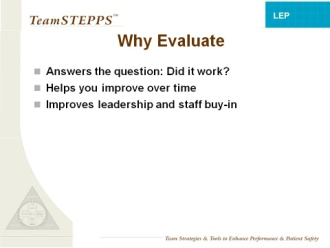 TeamSTEPPS™
LEP
Why Evaluate
Answers the question: Did it work?
Helps you improve over time
Improves leadership and staff buy-in
Team Strategies & Tools to Enhance Performance & Patient Safety